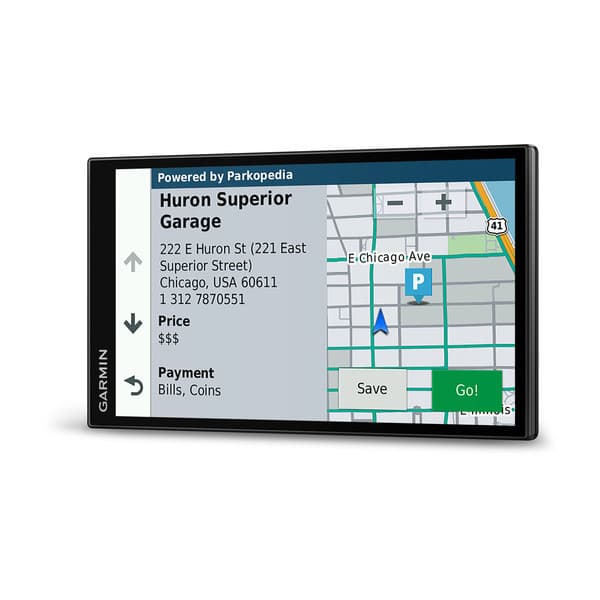 Powered by Parkopedia
Huron Superior
Garage
222 E Huron St (221 East
Superior Street)
Chicago, USA 60611
1 312 7870551
Price
$$$
Payment
Bills, Coins
41
E Chicago Ave
P
Save
Go!
GARMIN